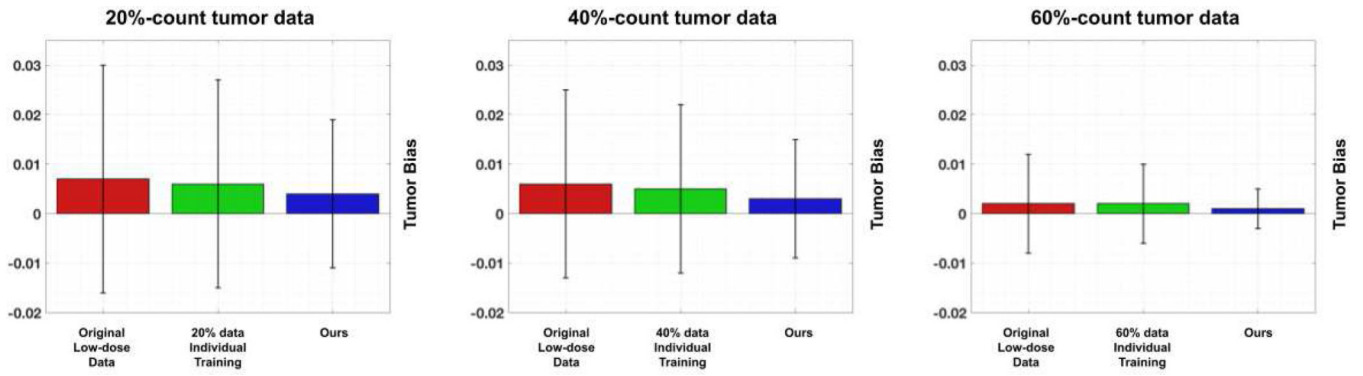 20%-count tumor data
0.03
0.02
0.01
0
-0.01
-0.02
Original
Low-dose
Data
20% data
Individual
Training
Ours
Tumor Bias
40%-count tumor data
0.03
0.02
0.01
0
-0.01
-0.02
Original
Low-dose
Data
40% data
Individual
Training
Ours
Tumor Bias
60%-count tumor data
0.03
0.02
0.01
0
-0.01
-0.02
Original
Low-dose
Data
60% data
Individual
Training
Ours
Tumor Bias